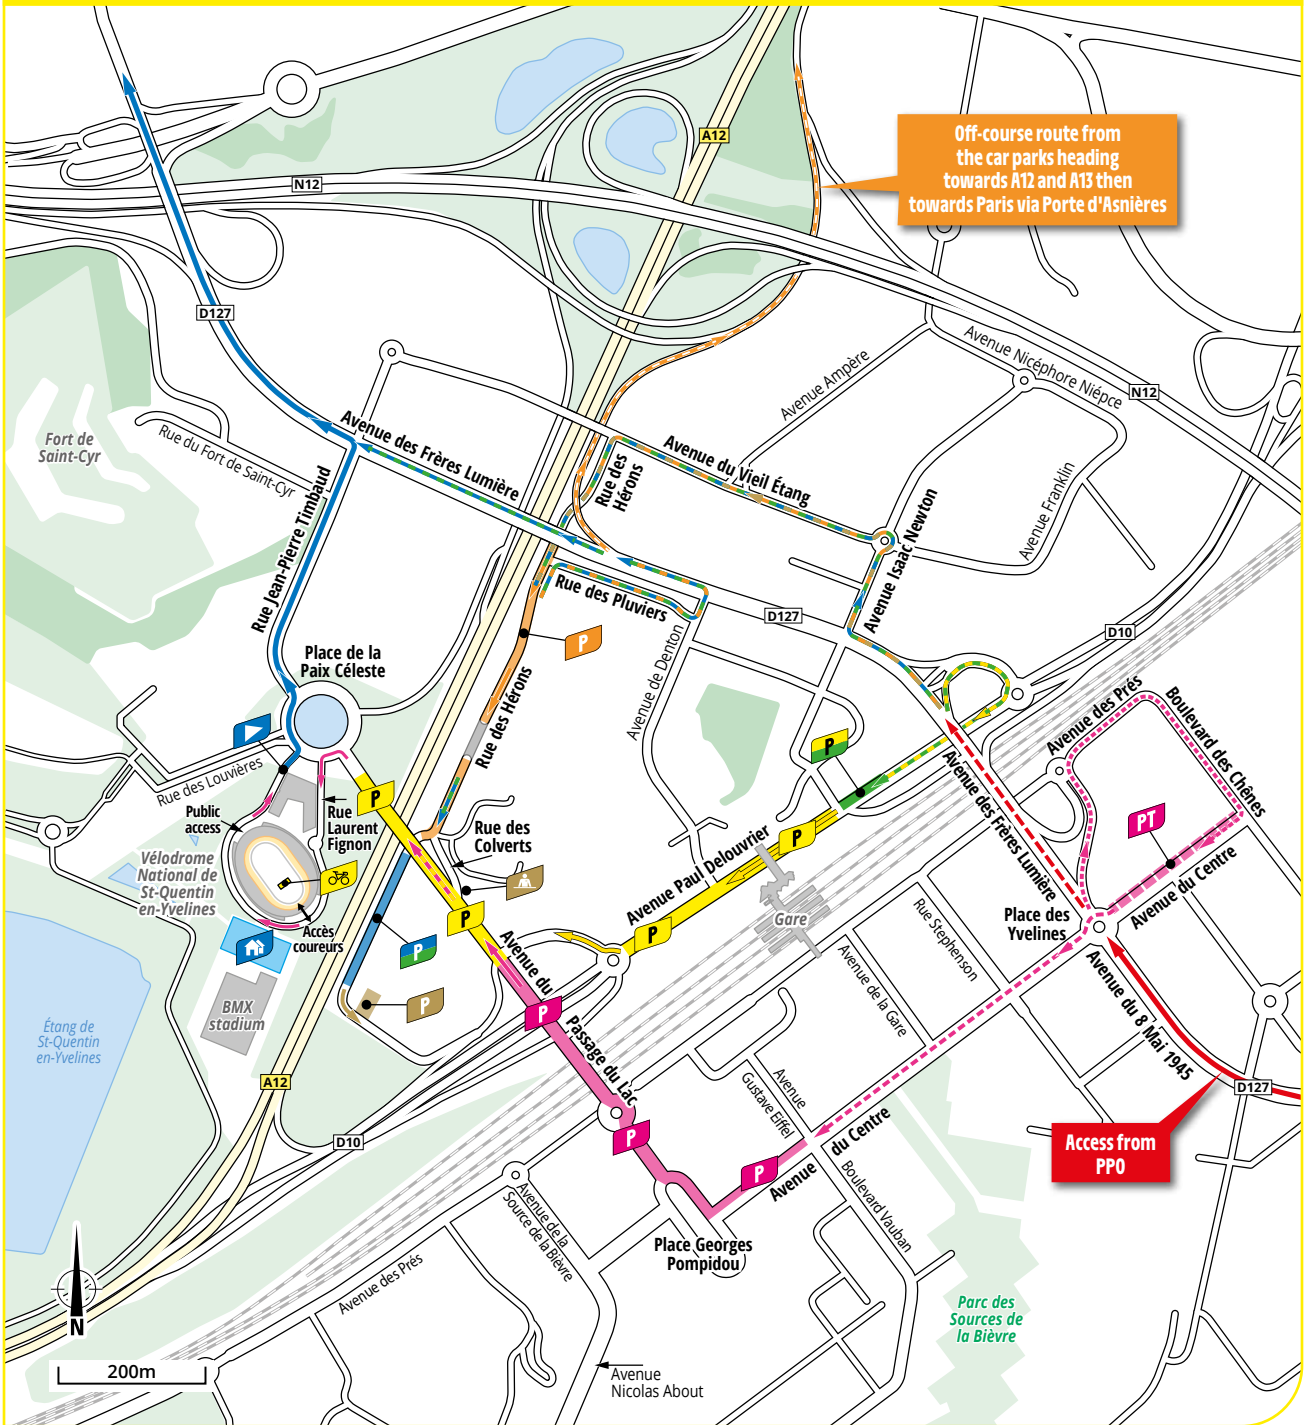 A12
Off-course route from
the car parks heading
towards A12 and A13 then
towards Paris via Porte d'Asnières
N12
D127
Avenue Nicéphore Niépce
N12
Avenue Ampère
Fort de
Saint-Cyr
Rue du Fort de Saint-Cyr
Avenue des Frères Lumière
Rue des
Hérons
Avenue du Vieil Étang
Avenue Franklin
Avenue Isaac Newton
Rue Jean-Pierre Timbaud
Rue des Pluviers
D127
D10
P
Avenue de Denton
Place de la
Paix Céleste
Rue des Hérons
Avenue des Prés
Boulevard des Chênes
P
Rue des Louvières
P
Public
access
Rue
Laurent
Fignon
Rue des
Colverts
P
Avenue Paul Delouvrier
Avenue des Frères Lumière
PT
Avenue du Centre
Vélodrome
National de
St-Quentin
en-Yvelines
Accès
coureurs
P
P
Gare
Rue Stephenson
Place des
Yvelines
P
Avenue du
Passage du Lac
Avenue de la Gare
Avenue du 8 Mai 1945
BMX
stadium
P
P
Étang de
St-Quentin
en-Yvelines
A12
D127
Avenue
Gustave Eiffel
D10
P
Avenue
du Centre
Access from
PPO
P
Boulevard Vauban
Avenue de la
Source de la Bièvre
Place Georges
Pompidou
Avenue des Prés
Parc des
Sources de
la Bièvre
N
200m
Avenue
Nicolas About